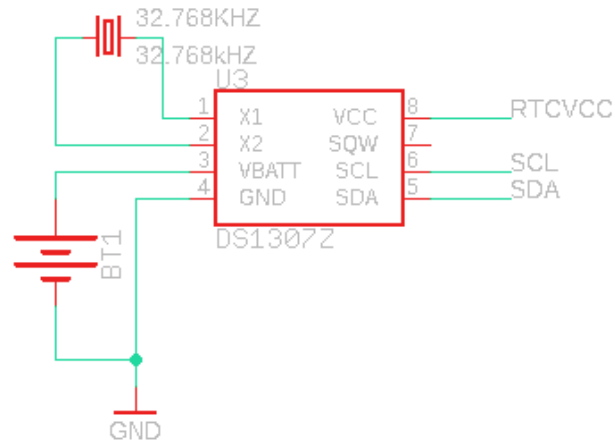 32.768KHZ
32.768kHZ
U3
1 X1 VCC 8 RTCVCC
2 X2 SQW 7
3 VBATT SCL 6 SCL
4 GND SDA 5 SDA
DS1307Z
BT1
GND